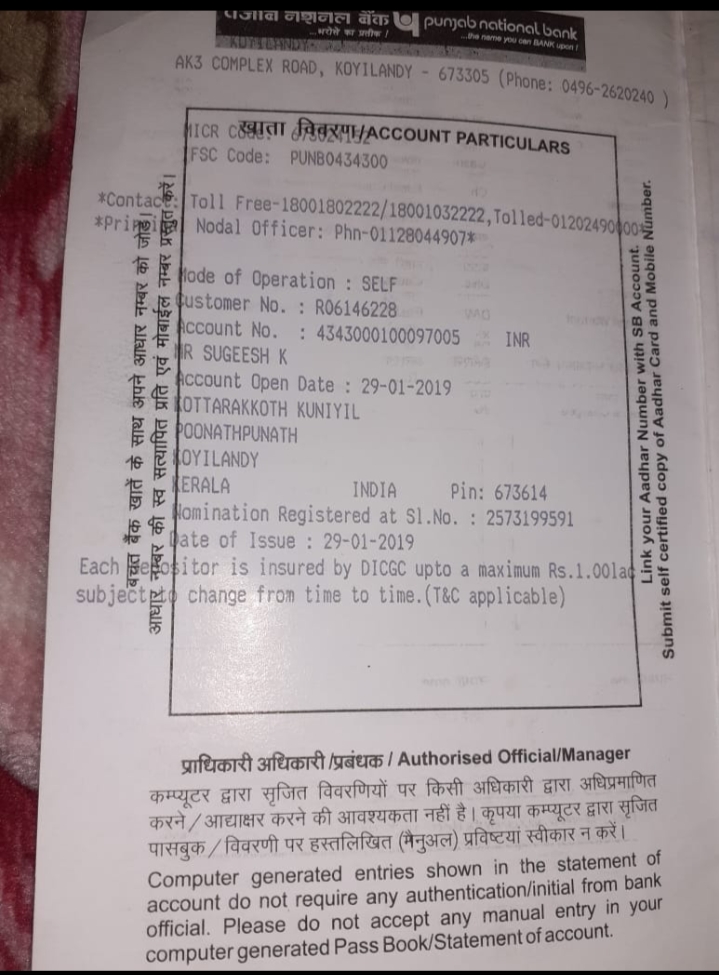 पंजाब नैशनल बैंक punjab national bank
...भरोसे का प्रतीक ! ...the name you can BANK upon !
KOYILANDY
AK3 COMPLEX ROAD, KOYILANDY - 673305 (Phone: 0496-2620240 )
खाता विवरण/ACCOUNT PARTICULARS
MICR Code:
FSC Code: PUNB0434300
*Contact: Toll Free-18001802222/18001032222,Tolled-01202490000*
Nodal Officer: Phn-01128044907*
Mode of Operation : SELF
Customer No. : R06146228
Account No. : 4343000100097005 INR
MR SUGEESH K
Account Open Date : 29-01-2019
KOTTARAKKOTH KUNIYIL
POONATHPUNATH
KOYILANDY
KERALA INDIA Pin: 673614
Nomination Registered at Sl.No. : 2573199591
Date of Issue : 29-01-2019
Each depositor is insured by DICGC upto a maximum Rs.1.00lac
subject to change from time to time.(T&C applicable)
बचत बैंक खातें के साथ अपने आधार नम्बर को जोड़ें।
आधार नम्बर की स्व सत्यापित प्रति एवं मोबाईल नम्बर प्रस्तुत करें।
Link your Aadhar Number with SB Account.
Submit self certified copy of Aadhar Card and Mobile Number.
प्राधिकारी अधिकारी /प्रबंधक / Authorised Official/Manager
कम्प्यूटर द्वारा सृजित विवरणियों पर किसी अधिकारी द्वारा अधिप्रमाणित
करने / आद्याक्षर करने की आवश्यकता नहीं है। कृपया कम्प्यूटर द्वारा सृजित
पासबुक / विवरणी पर हस्तलिखित (मैनुअल) प्रविष्टयां स्वीकार न करें।
Computer generated entries shown in the statement of
account do not require any authentication/initial from bank
official. Please do not accept any manual entry in your
computer generated Pass Book/Statement of account.